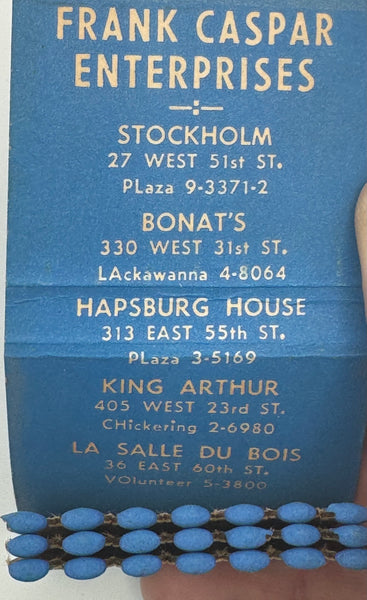 FRANK CASPAR
ENTERPRISES
STOCKHOLM
27 WEST 51st ST.
PLaza 9-3371-2
BONAT'S
330 WEST 31st ST.
LAckawanna 4-8064
HAPSBURG HOUSE
313 EAST 55th ST.
PLaza 3-5169
KING ARTHUR
405 WEST 23rd ST.
CHickering 2-6980
LA SALLE DU BOIS
36 EAST 60th ST.
VOlunteer 5-3800